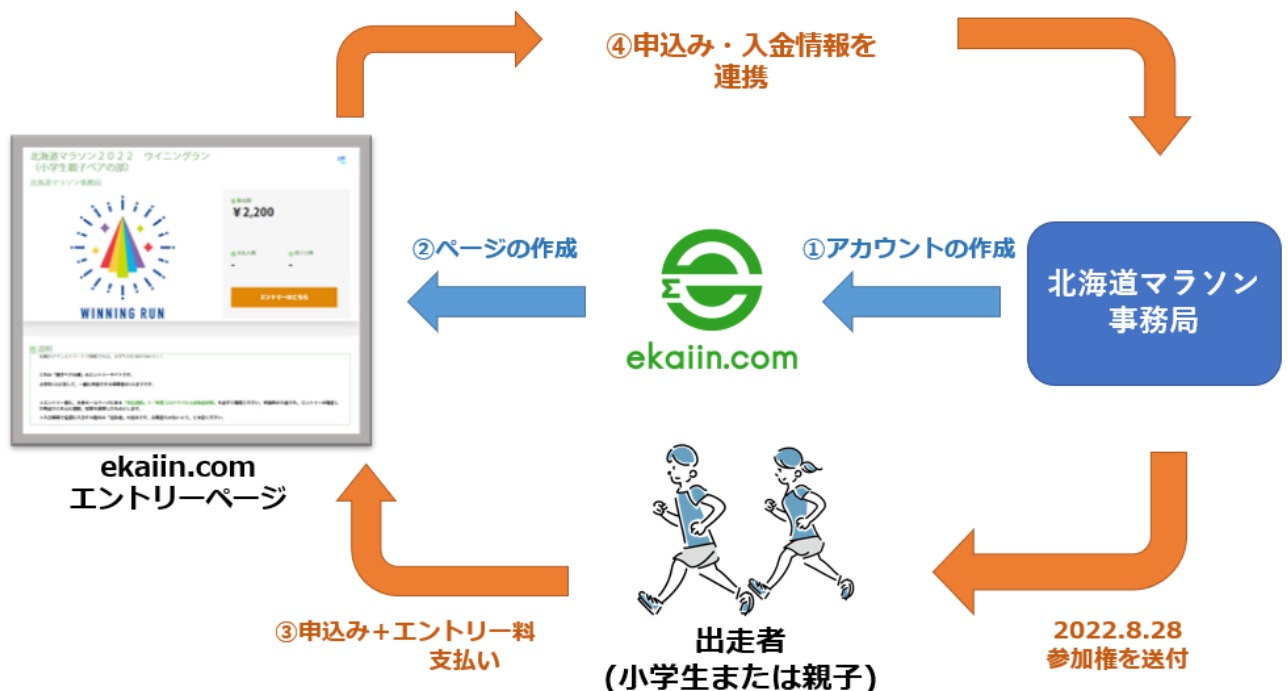 ④申込み・入金情報を
連携
北海道マラソン２０２２　ウイニングラン
（小学生親子ペアの部）
北海道マラソン事務局
¥2,200
エントリーはこちら
WINNING RUN
説明
ekaiin.com
エントリーページ
②ページの作成
ekaiin.com
①アカウントの作成
北海道マラソン
事務局
③申込み＋エントリー料
支払い
出走者
(小学生または親子)
2022.8.28
参加権を送付